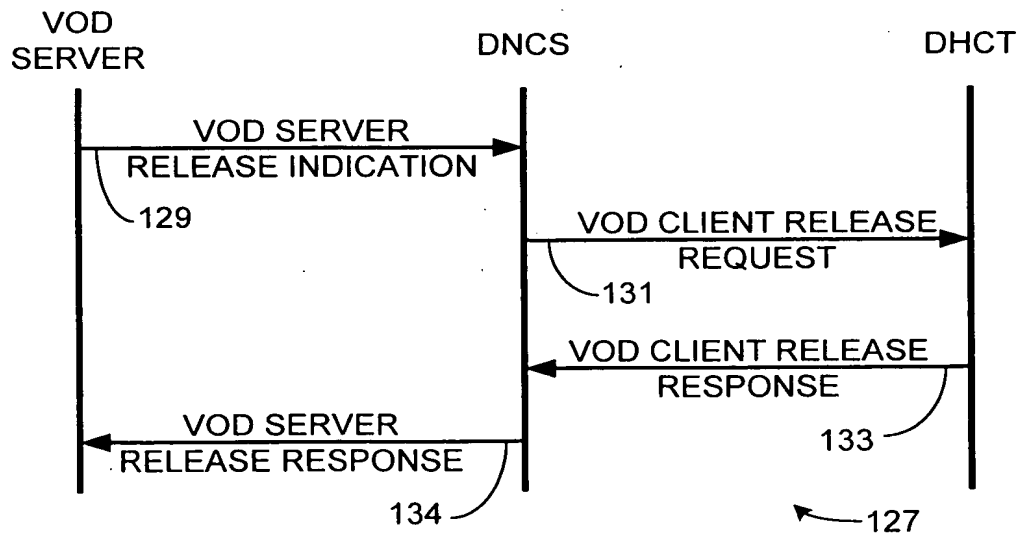 VOD
SERVER
DNCS
DHCT
VOD SERVER
RELEASE INDICATION
129
VOD CLIENT RELEASE
REQUEST
131
VOD CLIENT RELEASE
RESPONSE
133
VOD SERVER
RELEASE RESPONSE
134
127